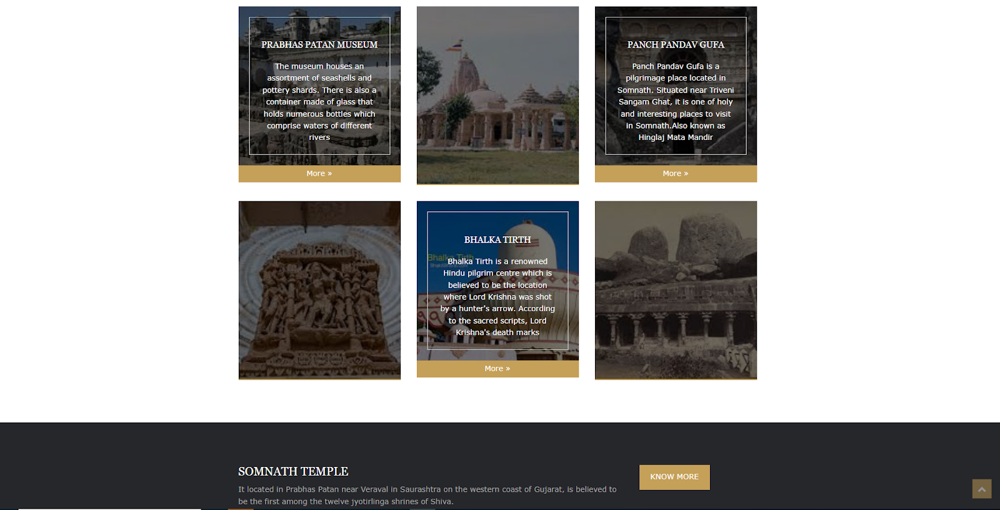 PRABHAS PATAN MUSEUM
The museum houses an
assortment of seashells and
pottery shards. There is also a
container made of glass that
holds numerous bottles which
comprise waters of different
rivers
More »
PANCH PANDAV GUFA
Panch Pandav Gufa is a
pilgrimage place located in
Somnath. Situated near Triveni
Sangam Ghat, it is one of holy
and interesting places to visit
in Somnath.Also known as
Hinglaj Mata Mandir
More »
BHALKA TIRTH
Bhalka Tirth
Bhalka Tirth is a renowned
Hindu pilgrim centre which is
believed to be the location
where Lord Krishna was shot
by a hunter's arrow. According
to the sacred scripts, Lord
Krishna's death marks
More »
SOMNATH TEMPLE
It located in Prabhas Patan near Veraval in Saurashtra on the western coast of Gujarat, is believed to
be the first among the twelve jyotirlinga shrines of Shiva.
KNOW MORE